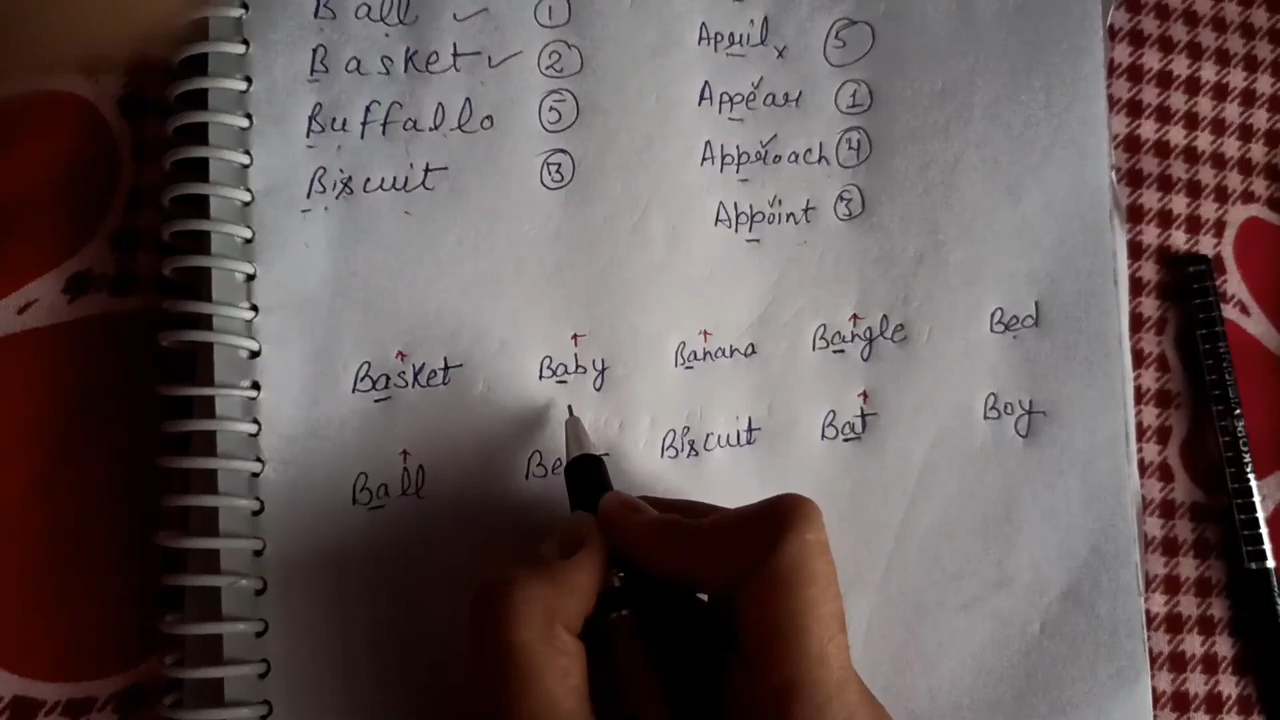 Ball ✓ ①
Basket ✓ ②
Buffallo ⑤
Biscuit ③
April x ⑤
Appear ①
Approach ④
Appoint ③
Basket Baby Banana Bangle Bed
Ball Biscuit Bat Boy